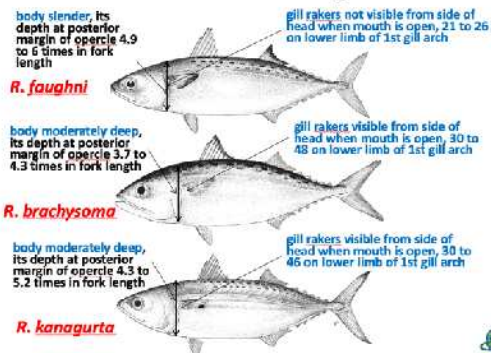 body slender, its
depth at posterior
margin of opercle 4.9
to 6 times in fork
length
R. faughni
gill rakers not visible from side of
head when mouth is open, 21 to 26
on lower limb of 1st gill arch
body moderately deep,
its depth at posterior
margin of opercle 3.7 to
4.3 times in fork length
R. brachysoma
gill rakers visible from side of
head when mouth is open, 30 to
48 on lower limb of 1st gill arch
body moderately deep,
its depth at posterior
margin of opercle 4.3 to
5.2 times in fork length
R. kanagurta
gill rakers visible from side of
head when mouth is open, 30 to
46 on lower limb of 1st gill arch